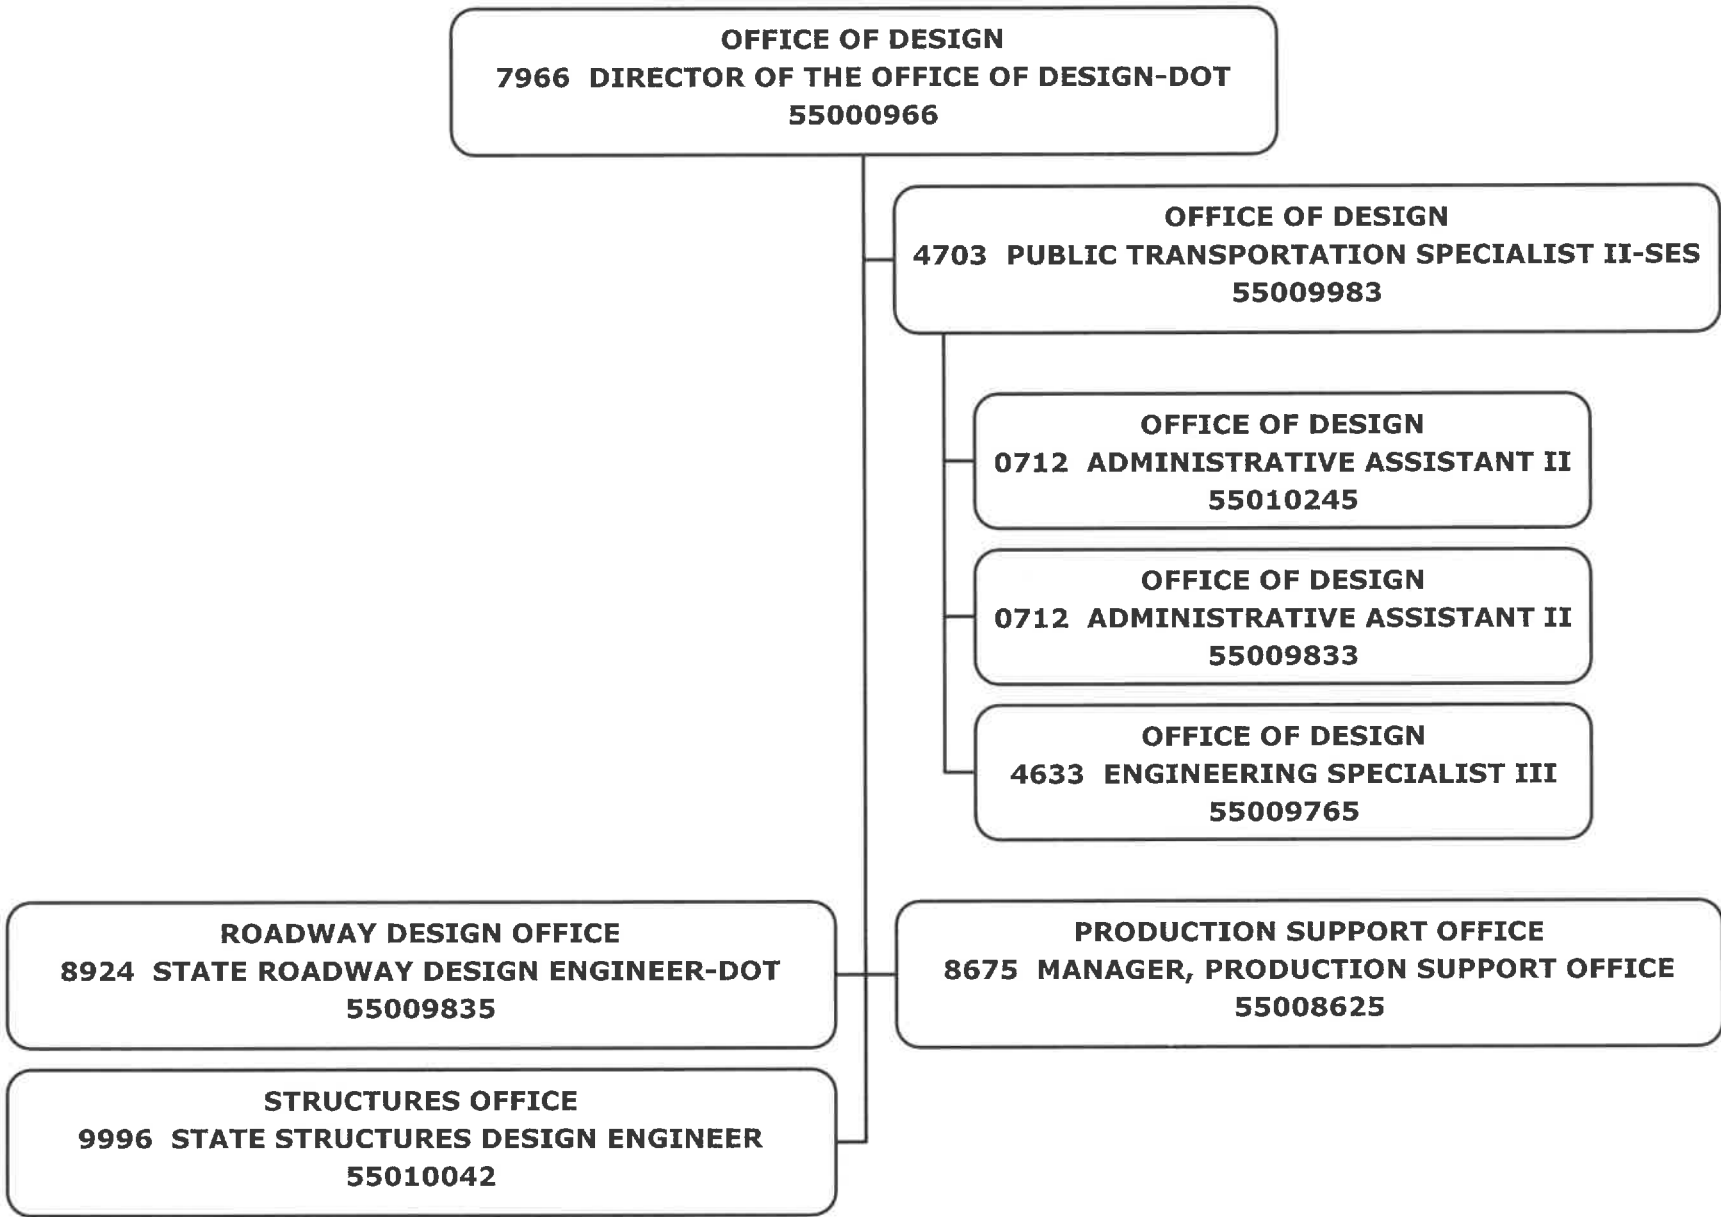 OFFICE OF DESIGN
7966 DIRECTOR OF THE OFFICE OF DESIGN-DOT
55000966
OFFICE OF DESIGN
4703 PUBLIC TRANSPORTATION SPECIALIST II-SES
55009983
OFFICE OF DESIGN
0712 ADMINISTRATIVE ASSISTANT II
55010245
OFFICE OF DESIGN
0712 ADMINISTRATIVE ASSISTANT II
55009833
OFFICE OF DESIGN
4633 ENGINEERING SPECIALIST III
55009765
ROADWAY DESIGN OFFICE
8924 STATE ROADWAY DESIGN ENGINEER-DOT
55009835
PRODUCTION SUPPORT OFFICE
8675 MANAGER, PRODUCTION SUPPORT OFFICE
55008625
STRUCTURES OFFICE
9996 STATE STRUCTURES DESIGN ENGINEER
55010042